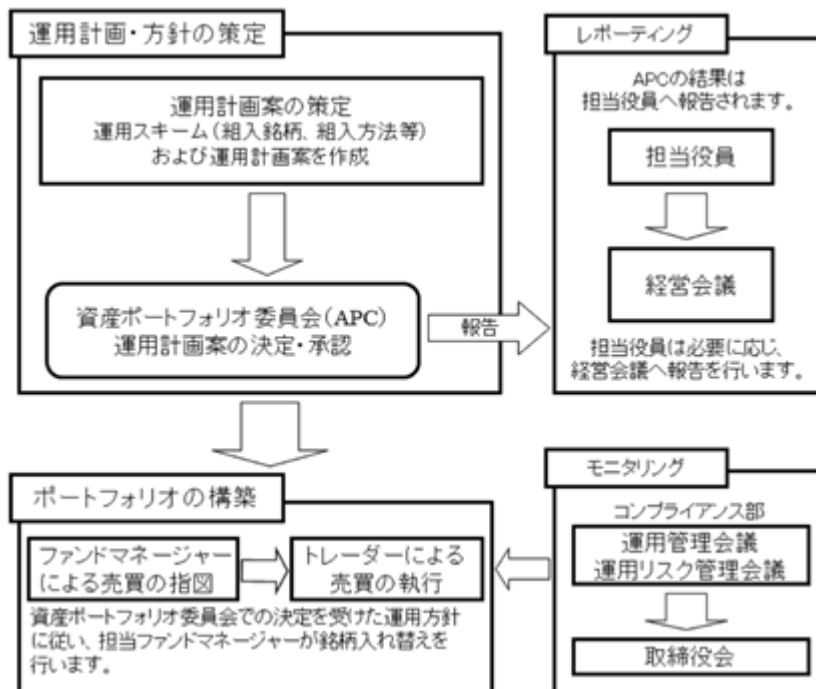 運用計画・方針の策定
運用計画案の策定
運用スキーム(組入銘柄、組入方法等)
および運用計画案を作成
資産ポートフォリオ委員会(APC)
運用計画案の決定・承認
報告
レポーティング
APCの結果は
担当役員へ報告されます。
担当役員
経営会議
担当役員は必要に応じ、
経営会議へ報告を行います。
ポートフォリオの構築
ファンドマネージャー
による売買の指図
トレーダーによる
売買の執行
資産ポートフォリオ委員会での決定を受けた運用方針
に従い、担当ファンドマネージャーが銘柄入れ替えを
行います。
モニタリング
コンプライアンス部
運用管理会議
運用リスク管理会議
取締役会